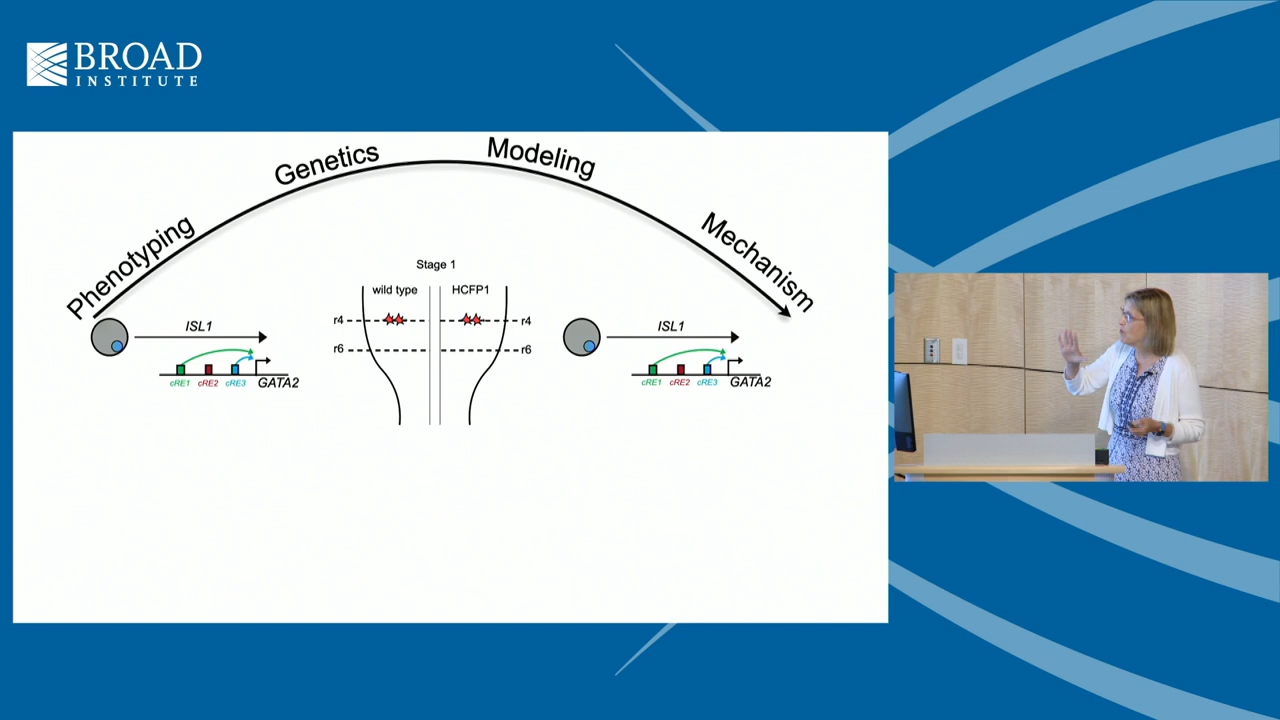 BROAD
INSTITUTE
Phenotyping
Genetics
Modeling
Mechanism
Stage 1
wild type HCFP1
r4 r4
r6 r6
ISL1
cRE1 cRE2 cRE3 GATA2
ISL1
cRE1 cRE2 cRE3 GATA2